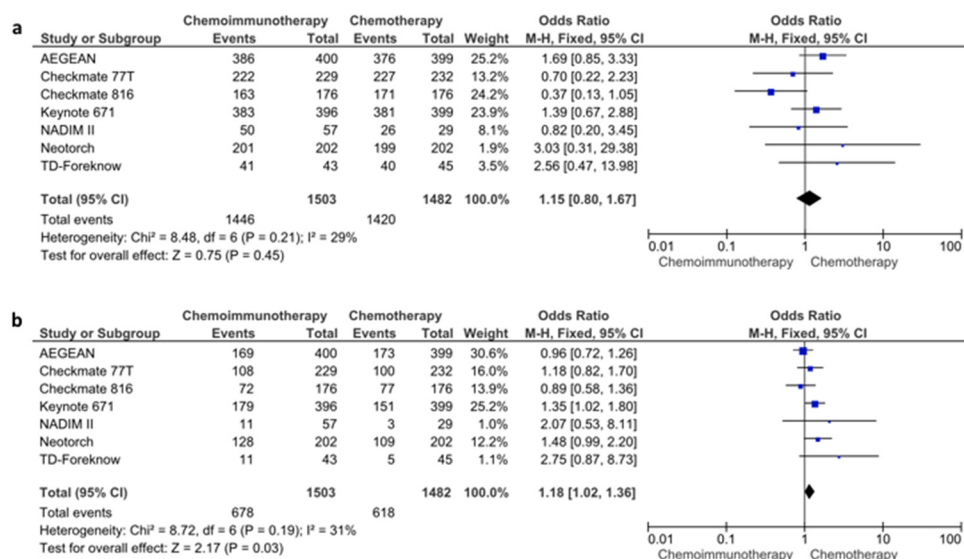 a
Chemoimmunotherapy Chemotherapy Odds Ratio Odds Ratio
Study or Subgroup Events Total Events Total Weight M-H, Fixed, 95% CI M-H, Fixed, 95% CI
AEGEAN 386 400 376 399 25.2% 1.69 [0.85, 3.33]
Checkmate 77T 222 229 227 232 13.2% 0.70 [0.22, 2.23]
Checkmate 816 163 176 171 176 24.2% 0.37 [0.13, 1.05]
Keynote 671 383 396 381 399 23.9% 1.39 [0.67, 2.88]
NADIM II 50 57 26 29 8.1% 0.82 [0.20, 3.45]
Neotorch 201 202 199 202 1.9% 3.03 [0.31, 29.38]
TD-Foreknow 41 43 40 45 3.5% 2.56 [0.47, 13.98]
Total (95% CI) 1503 1482 100.0% 1.15 [0.80, 1.67]
Total events 1446 1420
Heterogeneity: Chi² = 8.48, df = 6 (P = 0.21); I² = 29%
Test for overall effect: Z = 0.75 (P = 0.45)
0.01 0.1 1 10 100
Chemoimmunotherapy Chemotherapy
b
Chemoimmunotherapy Chemotherapy Odds Ratio Odds Ratio
Study or Subgroup Events Total Events Total Weight M-H, Fixed, 95% CI M-H, Fixed, 95% CI
AEGEAN 169 400 173 399 30.6% 0.96 [0.72, 1.26]
Checkmate 77T 108 229 100 232 16.0% 1.18 [0.82, 1.70]
Checkmate 816 72 176 77 176 13.9% 0.89 [0.58, 1.36]
Keynote 671 179 396 151 399 25.2% 1.35 [1.02, 1.80]
NADIM II 11 57 3 29 1.0% 2.07 [0.53, 8.11]
Neotorch 128 202 109 202 12.2% 1.48 [0.99, 2.20]
TD-Foreknow 11 43 5 45 1.1% 2.75 [0.87, 8.73]
Total (95% CI) 1503 1482 100.0% 1.18 [1.02, 1.36]
Total events 678 618
Heterogeneity: Chi² = 8.72, df = 6 (P = 0.19); I² = 31%
Test for overall effect: Z = 2.17 (P = 0.03)
0.01 0.1 1 10 100
Chemoimmunotherapy Chemotherapy